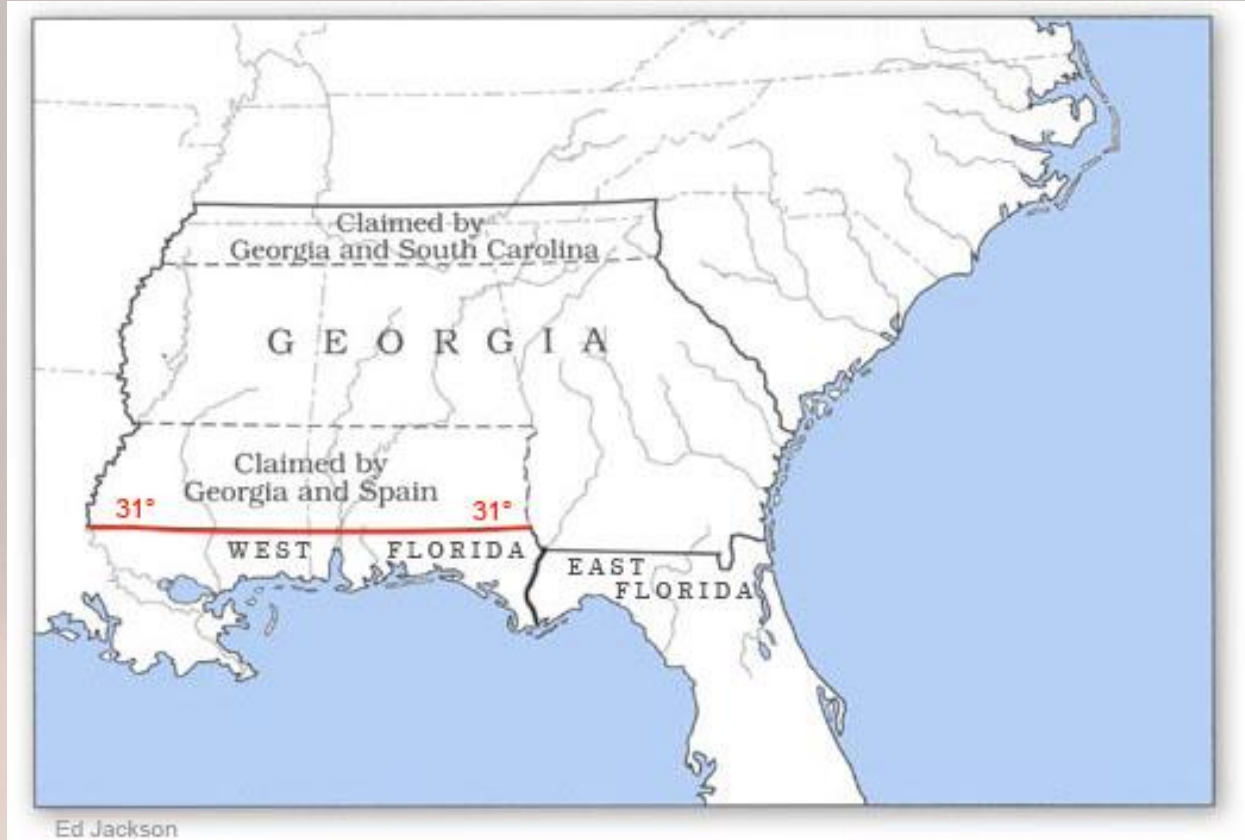 Claimed by
Georgia and South Carolina
GEORGIA
Claimed by
Georgia and Spain
31° 31°
WEST FLORIDA
EAST
FLORIDA
Ed Jackson